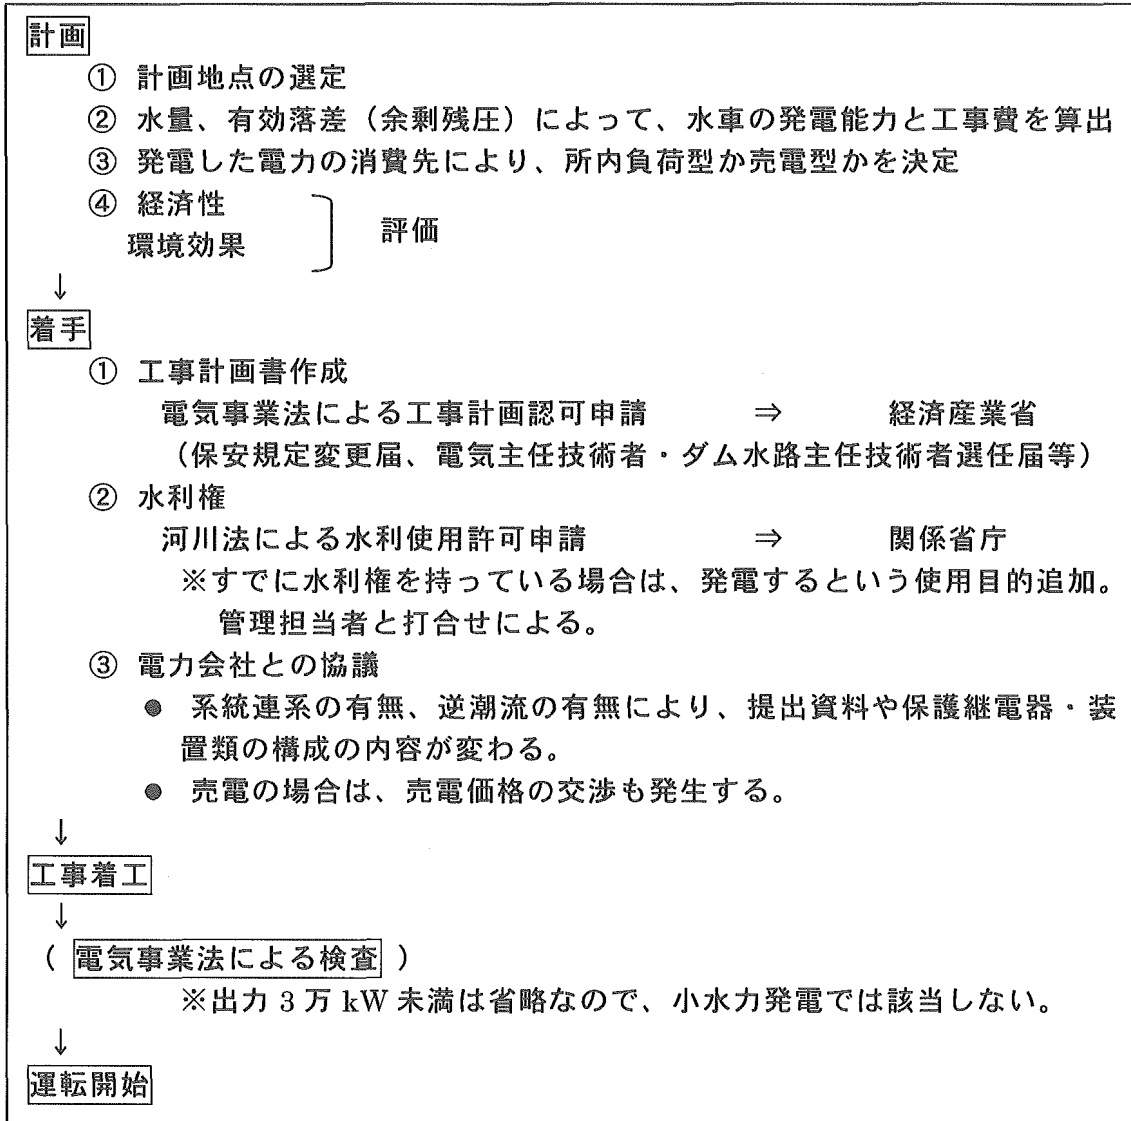 計画
① 計画地点の選定
② 水量、有効落差（余剰残圧）によって、水車の発電能力と工事費を算出
③ 発電した電力の消費先により、所内負荷型か売電型かを決定
④ 経済性
環境効果
評価
↓
着手
① 工事計画書作成
電気事業法による工事計画認可申請 ⇒ 経済産業省
（保安規定変更届、電気主任技術者・ダム水路主任技術者選任届等）
② 水利権
河川法による水利使用許可申請 ⇒ 関係省庁
※すでに水利権を持っている場合は、発電するという使用目的追加。
管理担当者と打合せによる。
③ 電力会社との協議
● 系統連系の有無、逆潮流の有無により、提出資料や保護継電器・装
置類の構成の内容が変わる。
● 売電の場合は、売電価格の交渉も発生する。
↓
工事着工
↓
（ 電気事業法による検査 ）
※出力 3 万 kW 未満は省略なので、小水力発電では該当しない。
↓
運転開始